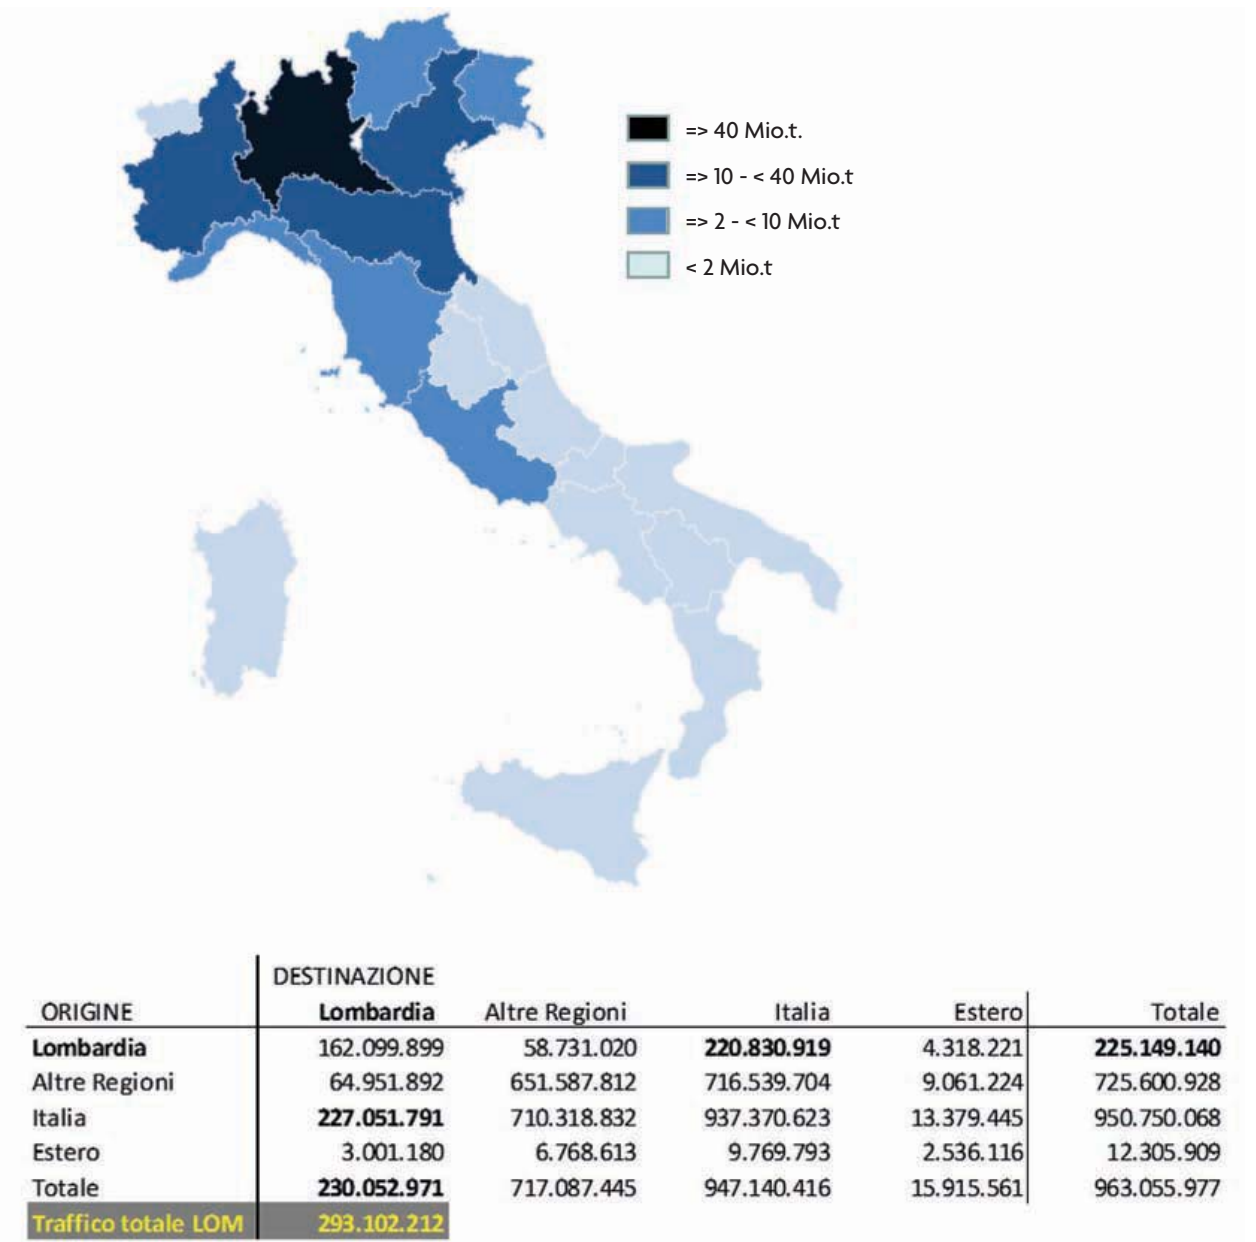 => 40 Mio.t.
=> 10 - < 40 Mio.t
=> 2 - < 10 Mio.t
< 2 Mio.t
DESTINAZIONE
ORIGINE Lombardia Altre Regioni Italia Estero Totale
Lombardia 162.099.899 58.731.020 220.830.919 4.318.221 225.149.140
Altre Regioni 64.951.892 651.587.812 716.539.704 9.061.224 725.600.928
Italia 227.051.791 710.318.832 937.370.623 13.379.445 950.750.068
Estero 3.001.180 6.768.613 9.769.793 2.536.116 12.305.909
Totale 230.052.971 717.087.445 947.140.416 15.915.561 963.055.977
Traffico totale LOM 293.102.212